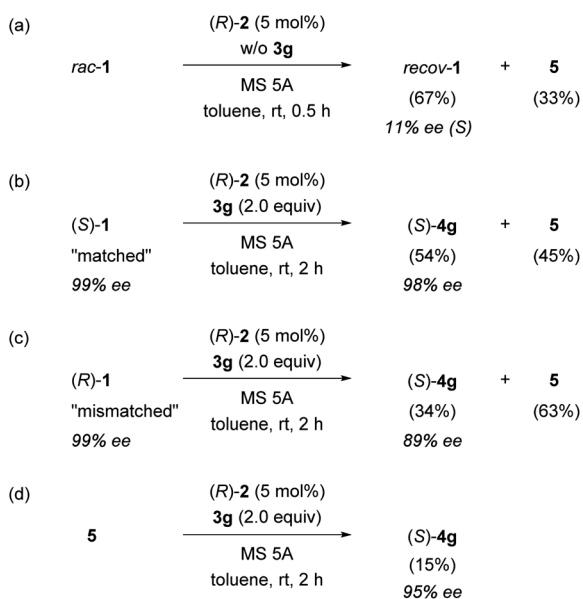 (a)
(R)-2 (5 mol%)
w/o 3g
rac-1
MS 5A
toluene, rt, 0.5 h
recov-1 + 5
(67%) (33%)
11% ee (S)
(b)
(R)-2 (5 mol%)
3g (2.0 equiv)
(S)-1
"matched"
99% ee
MS 5A
toluene, rt, 2 h
(S)-4g + 5
(54%) (45%)
98% ee
(c)
(R)-2 (5 mol%)
3g (2.0 equiv)
(R)-1
"mismatched"
99% ee
MS 5A
toluene, rt, 2 h
(S)-4g + 5
(34%) (63%)
89% ee
(d)
(R)-2 (5 mol%)
3g (2.0 equiv)
5
MS 5A
toluene, rt, 2 h
(S)-4g
(15%)
95% ee